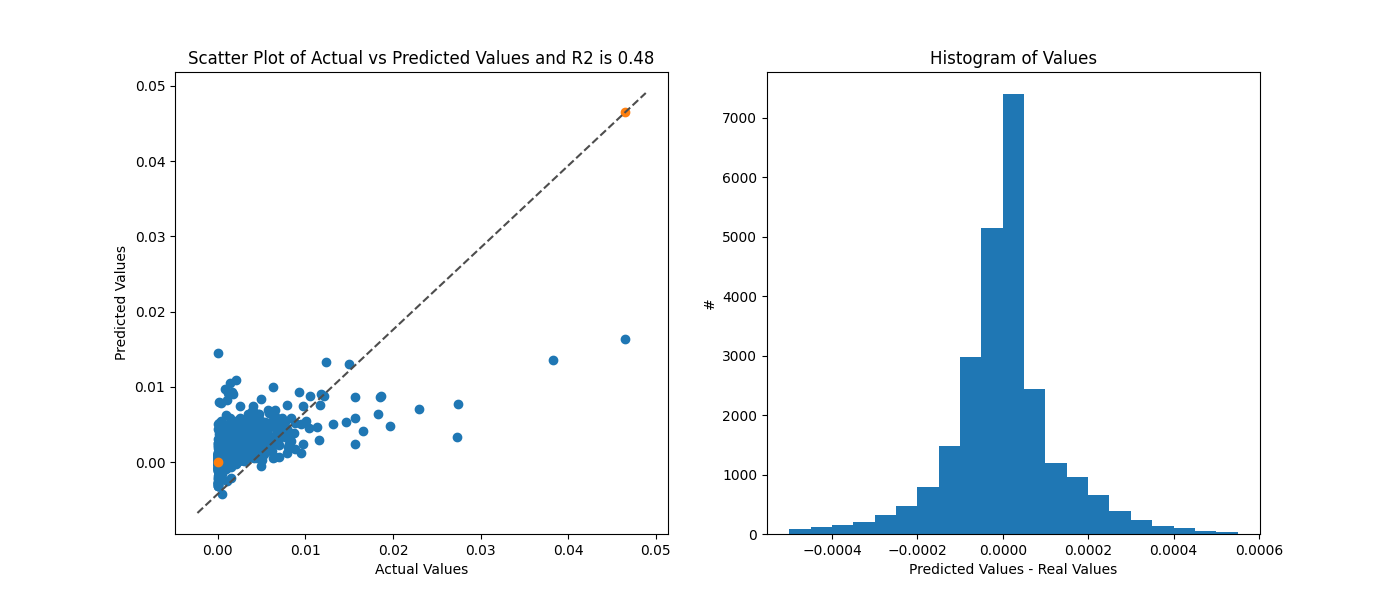 Scatter Plot of Actual vs Predicted Values and R2 is 0.48
0.05
0.04
0.03
0.02
0.01
0.00
Predicted Values
0.00 0.01 0.02 0.03 0.04 0.05
Actual Values
Histogram of Values
7000
6000
5000
4000
3000
2000
1000
0
#
−0.0004 −0.0002 0.0000 0.0002 0.0004 0.0006
Predicted Values - Real Values